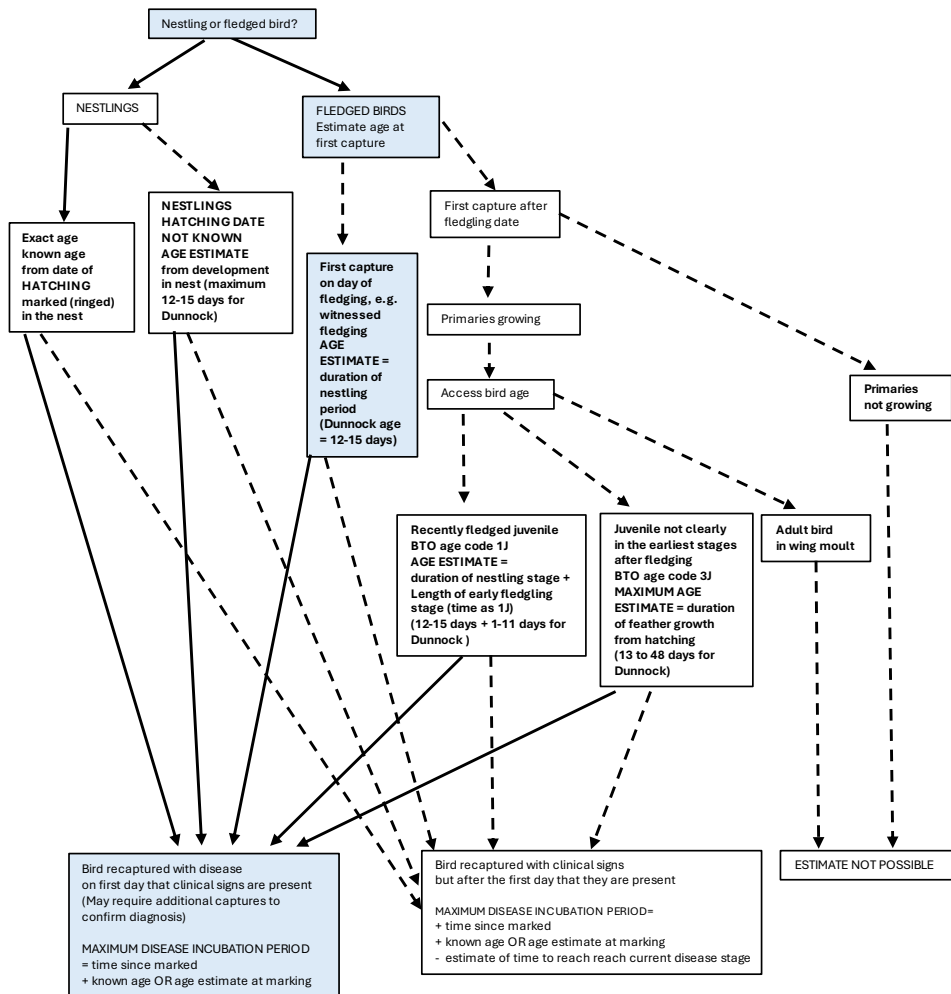 Nestling or fledged bird?
NESTLINGS
FLEDGED BIRDS
Estimate age at
first capture
First capture after
fledgling date
Exact age
known age
from date of
HATCHING
marked (ringed)
in the nest
NESTLINGS
HATCHING DATE
NOT KNOWN
AGE ESTIMATE
from development
in nest (maximum
12-15 days for
Dunnock)
First capture
on day of
fledging, e.g.
witnessed
fledging
AGE
ESTIMATE =
duration of
nestling
period
(Dunnock age
= 12-15 days)
Primaries growing
Access bird age
Primaries
not growing
Recently fledged juvenile
BTO age code 1J
AGE ESTIMATE =
duration of nestling stage +
Length of early fledgling
stage (time as 1J)
(12-15 days + 1-11 days for
Dunnock )
Juvenile not clearly
in the earliest stages
after fledging
BTO age code 3J
MAXIMUM AGE
ESTIMATE = duration
of feather growth
from hatching
(13 to 48 days for
Dunnock)
Adult bird
in wing moult
Bird recaptured with disease
on first day that clinical signs are present
(May require additional captures to
confirm diagnosis)
MAXIMUM DISEASE INCUBATION PERIOD
= time since marked
+ known age OR age estimate at marking
Bird recaptured with clinical signs
but after the first day that they are present
MAXIMUM DISEASE INCUBATION PERIOD=
+ time since marked
+ known age OR age estimate at marking
- estimate of time to reach reach current disease stage
ESTIMATE NOT POSSIBLE